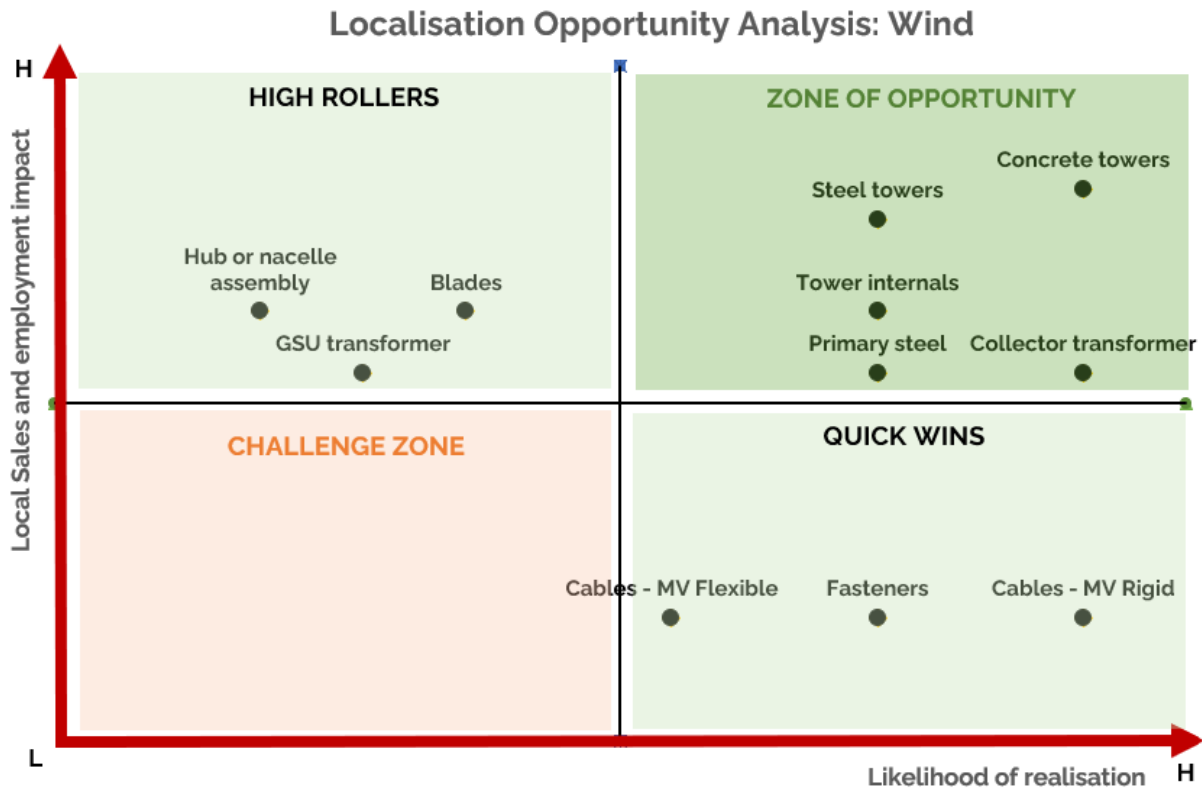 Localisation Opportunity Analysis: Wind
H
HIGH ROLLERS
ZONE OF OPPORTUNITY
Local Sales and employment impact
Concrete towers
Steel towers
Hub or nacelle
assembly
Blades
Tower internals
GSU transformer
Primary steel
Collector transformer
CHALLENGE ZONE
QUICK WINS
Cables - MV Flexible
Fasteners
Cables - MV Rigid
L
Likelihood of realisation
H